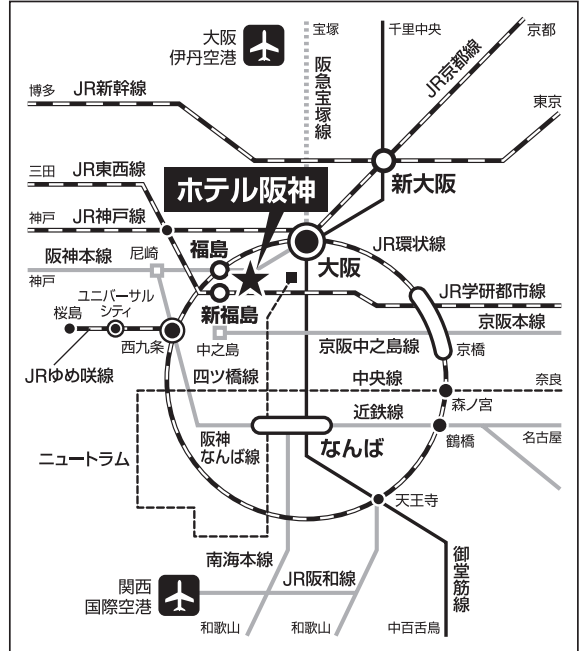 大阪
伊丹空港
宝塚
千里中央
京都
阪急宝塚線
JR京都線
博多
JR新幹線
東京
三田
JR東西線
新大阪
ホテル阪神
神戸
JR神戸線
福島
JR環状線
阪神本線
尼崎
大阪
神戸
ユニバーサル
シティ
桜島
新福島
JR学研都市線
京阪本線
西九条
中之島
京阪中之島線
京橋
JRゆめ咲線
四ツ橋線
中央線
奈良
森ノ宮
近鉄線
阪神
なんば線
なんば
鶴橋
名古屋
ニュートラム
天王寺
南海本線
御堂筋線
関西
国際空港
JR阪和線
和歌山
和歌山
中百舌鳥